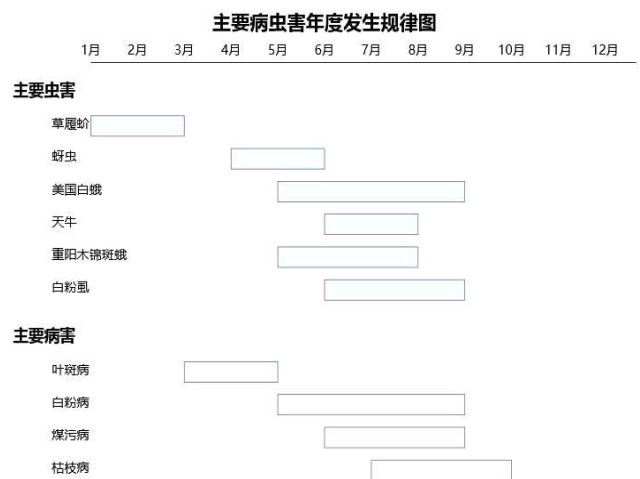 主要病虫害年度发生规律图
1月 2月 3月 4月 5月 6月 7月 8月 9月 10月 11月 12月
主要虫害
草履蚧
蚜虫
美国白蛾
天牛
重阳木锦斑蛾
白粉虱
主要病害
叶斑病
白粉病
煤污病
枯枝病